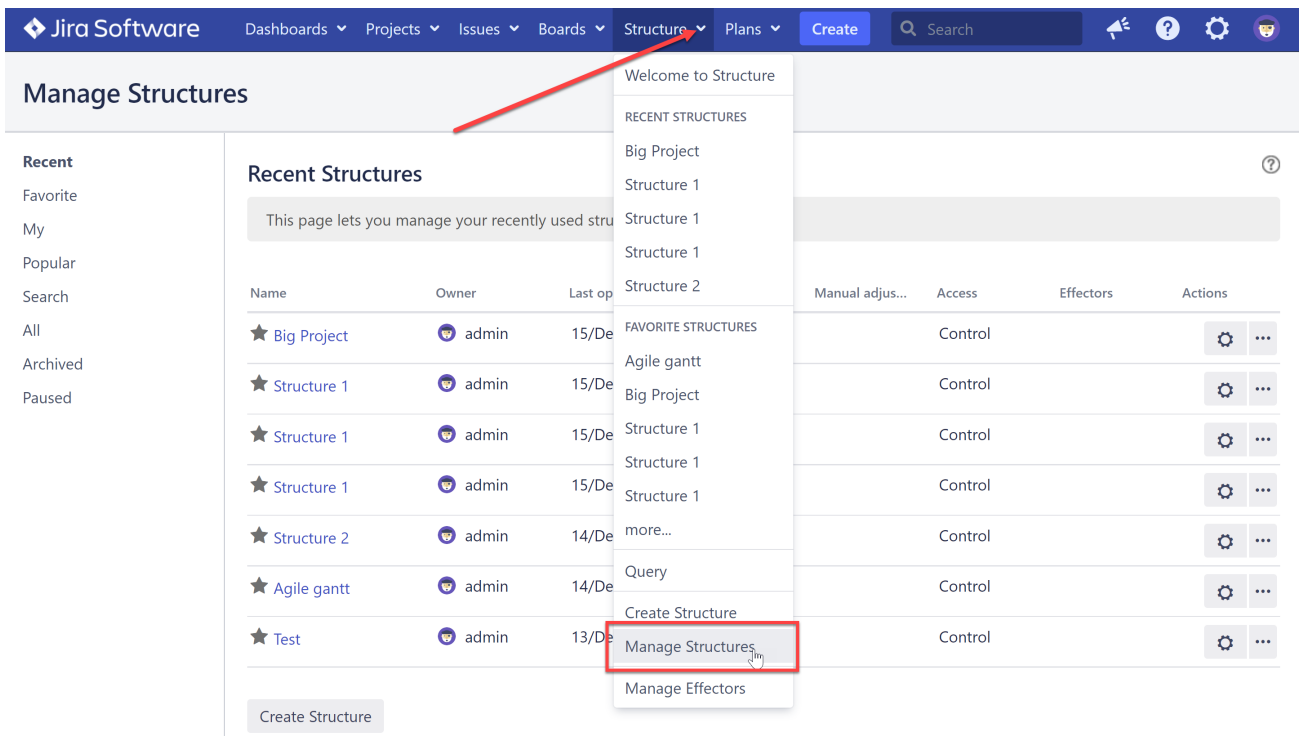 Jira Software Dashboards Projects Issues Boards Structure Plans Create Search
Manage Structures
Recent
Favorite
My
Popular
Search
All
Archived
Paused
Recent Structures
This page lets you manage your recently used stru
Name Owner Last op Manual adjus... Access Effectors Actions
Big Project admin 15/De Control
Structure 1 admin 15/De Control
Structure 1 admin 15/De Control
Structure 1 admin 15/De Control
Structure 2 admin 14/De Control
Agile gantt admin 14/De Control
Test admin 13/De Control
Create Structure
Welcome to Structure
RECENT STRUCTURES
Big Project
Structure 1
Structure 1
Structure 1
Structure 2
FAVORITE STRUCTURES
Agile gantt
Big Project
Structure 1
Structure 1
Structure 1
more...
Query
Create Structure
Manage Structures
Manage Effectors